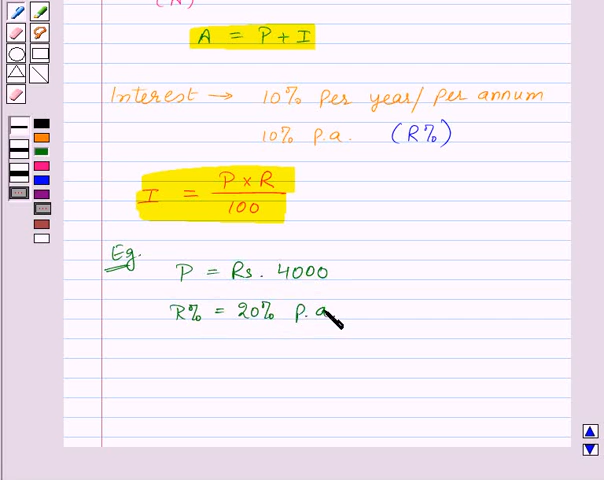 (N)
A = P + I
Interest → 10% per year/ per annum
10% p.a. (R%)
I = P × R / 100
Eg.
P = Rs. 4000
R% = 20% p.a